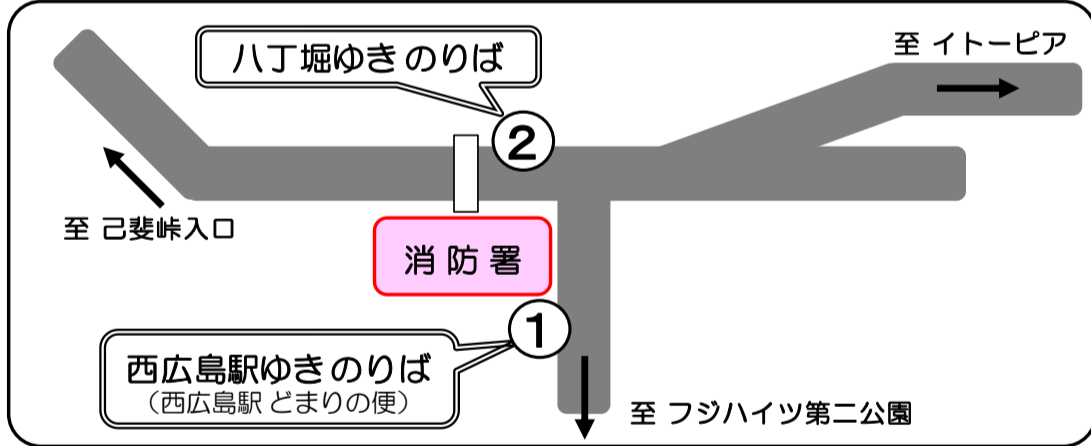 八丁堀ゆき のりば
至 イトーピア
②
至 己斐峠入口
消防署
①
西広島駅ゆき のりば
（西広島駅 どまりの便）
至 フジハイツ第二公園